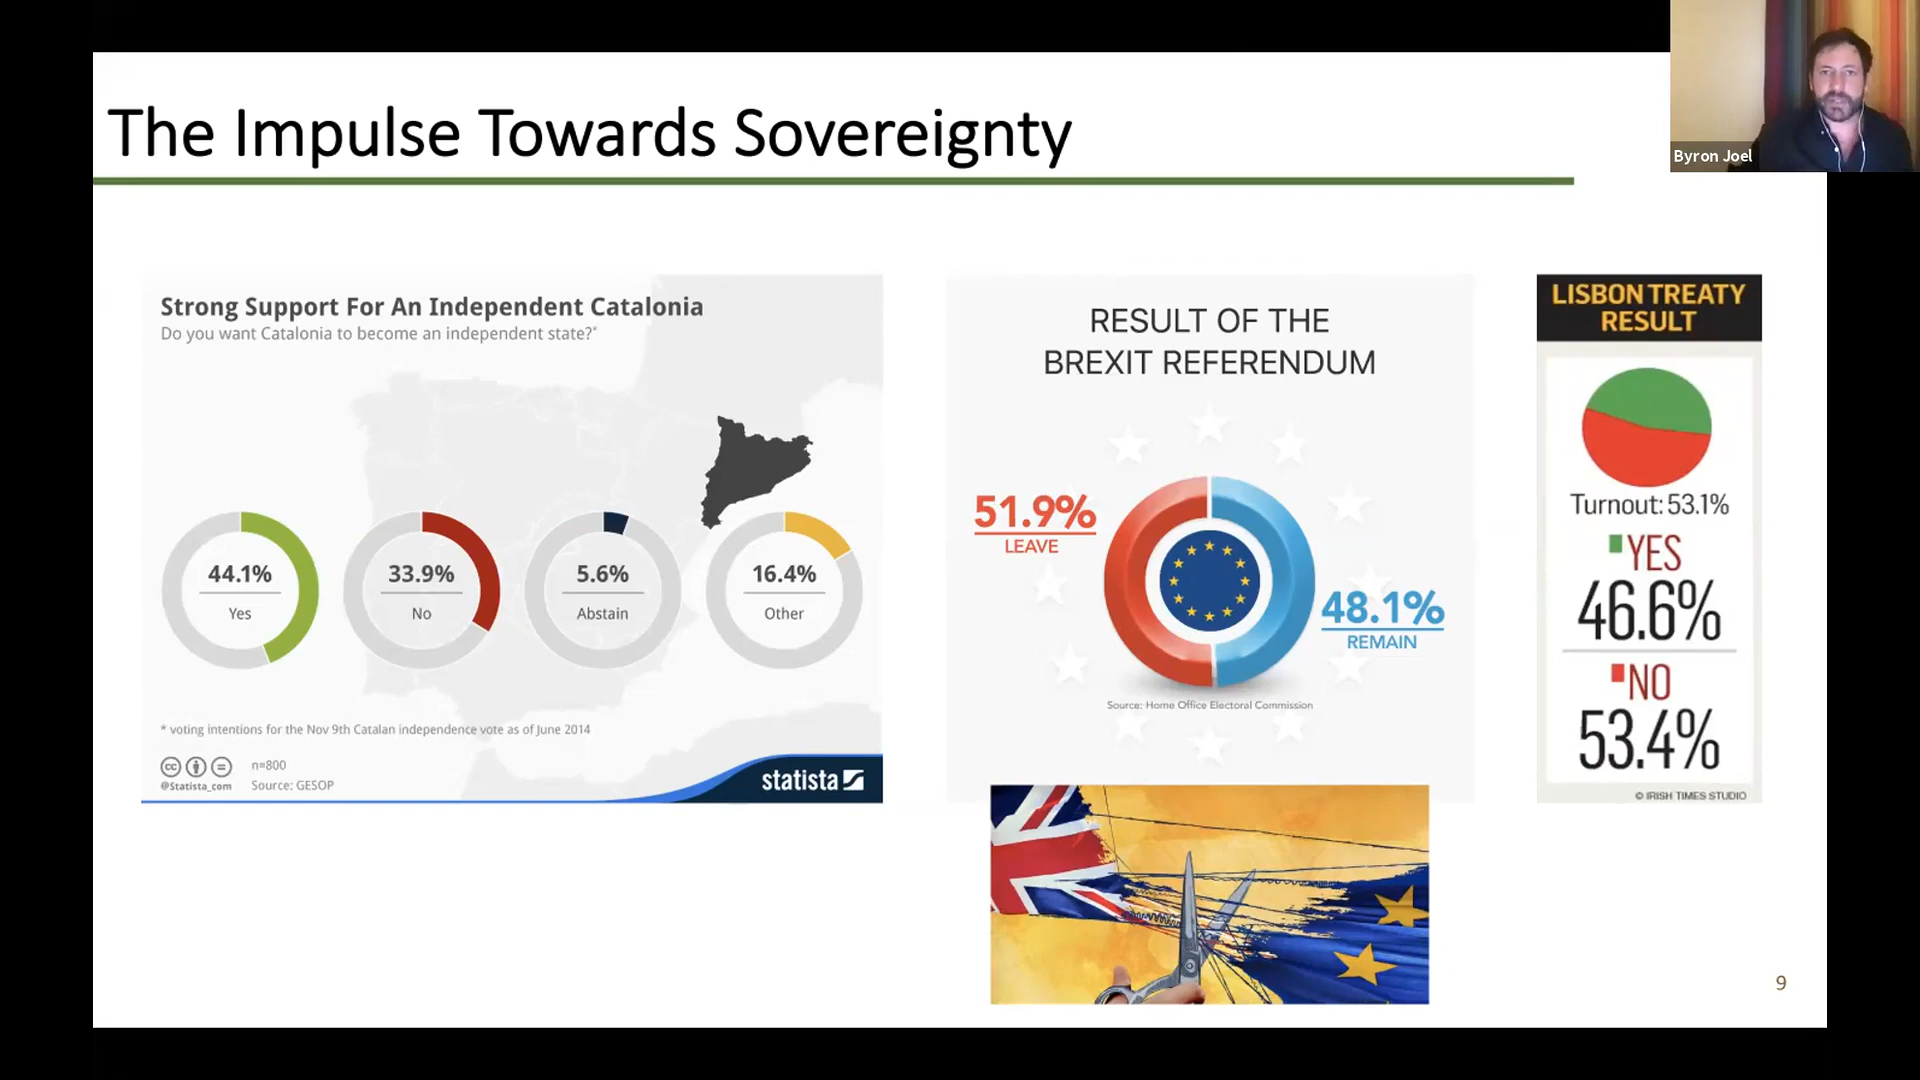 The Impulse Towards Sovereignty
Byron Joel
Strong Support For An Independent Catalonia
Do you want Catalonia to become an independent state?*
44.1%
Yes
33.9%
No
5.6%
Abstain
16.4%
Other
* voting intentions for the Nov 9th Catalan independence vote as of June 2014
cc
@Statista_com
n=800
Source: GESOP
statista
RESULT OF THE
BREXIT REFERENDUM
51.9%
LEAVE
48.1%
REMAIN
Source: Home Office Electoral Commission
LISBON TREATY
RESULT
Turnout: 53.1%
YES
46.6%
NO
53.4%
© IRISH TIMES STUDIO
9